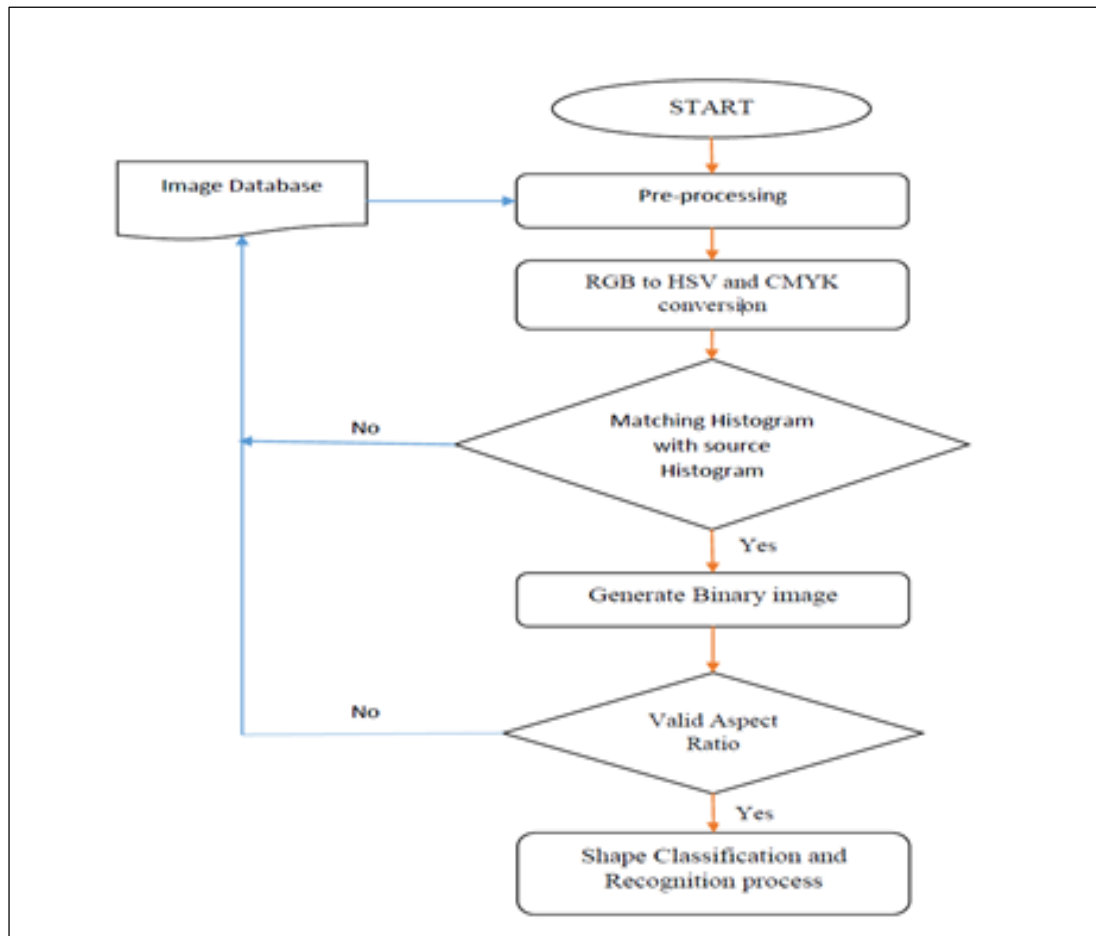 START
Image Database
Pre-processing
RGB to HSV and CMYK
conversion
Matching Histogram
with source
Histogram
No
Yes
Generate Binary image
Valid Aspect
Ratio
No
Yes
Shape Classification and
Recognition process